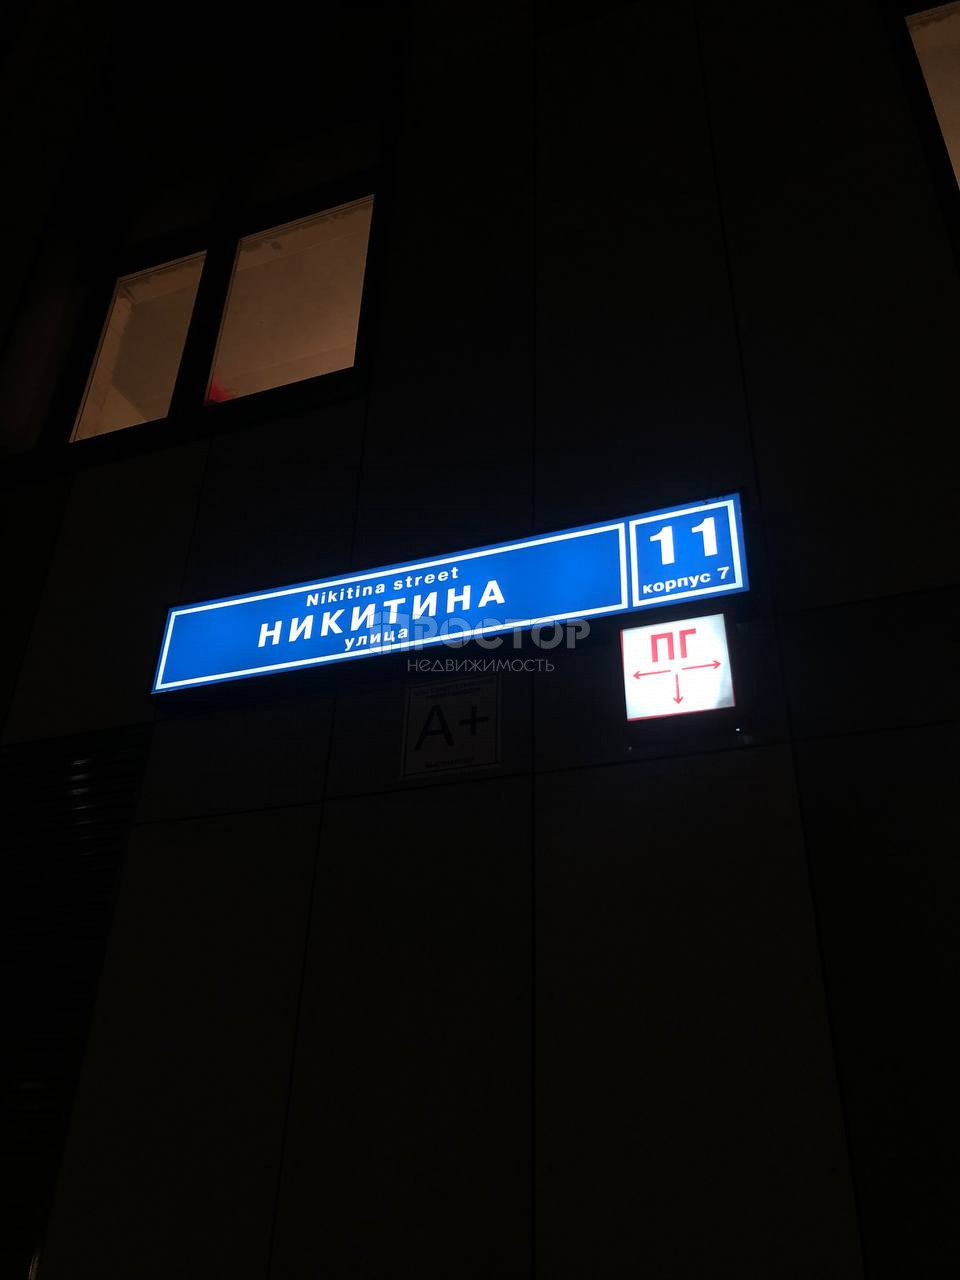 Nikitina street
НИКИТИНА
улица
11
корпус 7
ПРОСТОР
НЕДВИЖИМОСТЬ
ПГ
A+